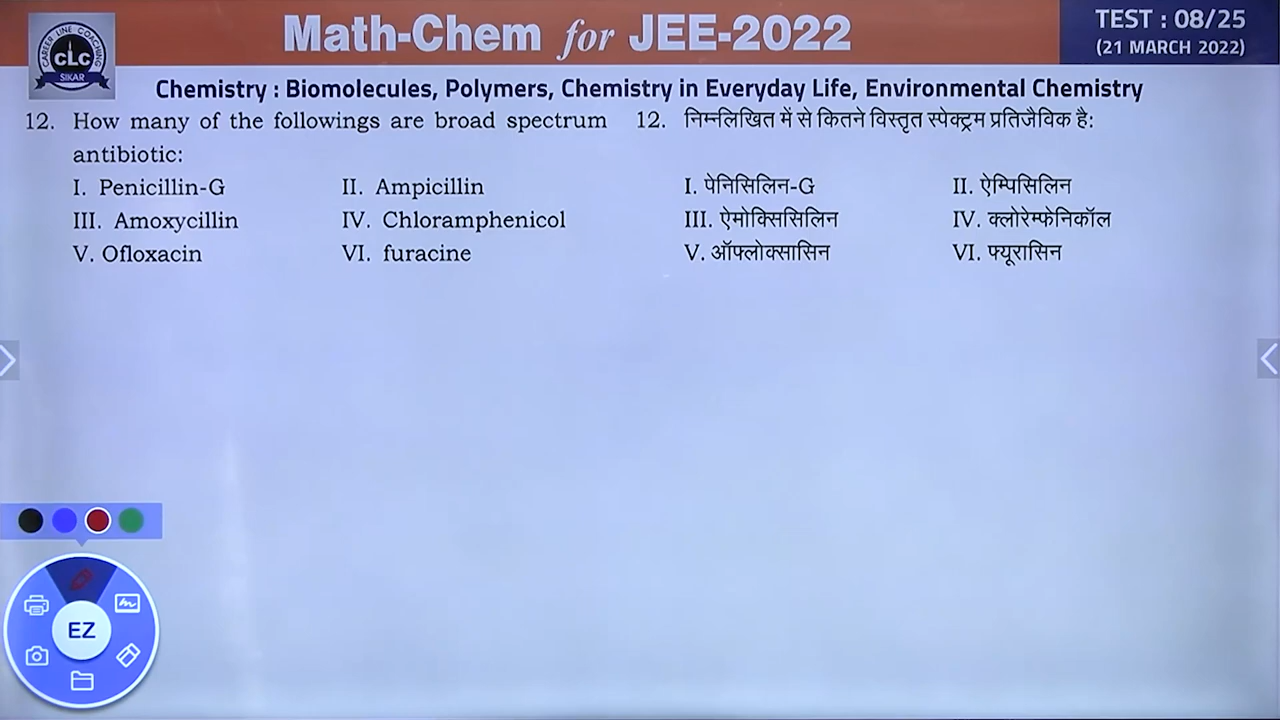 CAREER LINE COACHING
CLC
SIKAR
Math-Chem for JEE-2022
TEST : 08/25
(21 MARCH 2022)
Chemistry : Biomolecules, Polymers, Chemistry in Everyday Life, Environmental Chemistry
12. How many of the followings are broad spectrum
antibiotic:
I. Penicillin-G II. Ampicillin
III. Amoxycillin IV. Chloramphenicol
V. Ofloxacin VI. furacine
12. निम्नलिखित में से कितने विस्तृत स्पेक्ट्रम प्रतिजैविक है:
I. पेनिसिलिन-G II. ऐम्पिसिलिन
III. ऐमोक्सिसिलिन IV. क्लोरेम्फेनिकॉल
V. ऑफ्लोक्सासिन VI. फ्यूरासिन
EZ